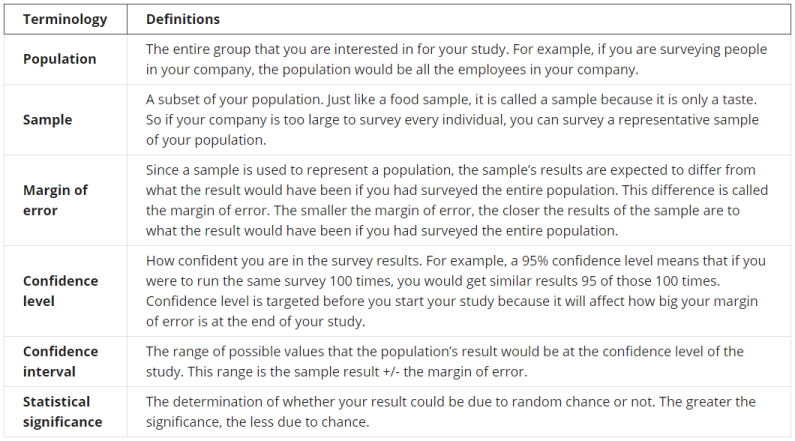 Terminology Definitions
Population
The entire group that you are interested in for your study. For example, if you are surveying people
in your company, the population would be all the employees in your company.
Sample
A subset of your population. Just like a food sample, it is called a sample because it is only a taste.
So if your company is too large to survey every individual, you can survey a representative sample
of your population.
Margin of
error
Since a sample is used to represent a population, the sample’s results are expected to differ from
what the result would have been if you had surveyed the entire population. This difference is called
the margin of error. The smaller the margin of error, the closer the results of the sample are to
what the result would have been if you had surveyed the entire population.
Confidence
level
How confident you are in the survey results. For example, a 95% confidence level means that if you
were to run the same survey 100 times, you would get similar results 95 of those 100 times.
Confidence level is targeted before you start your study because it will affect how big your margin
of error is at the end of your study.
Confidence
interval
The range of possible values that the population’s result would be at the confidence level of the
study. This range is the sample result +/- the margin of error.
Statistical
significance
The determination of whether your result could be due to random chance or not. The greater the
significance, the less due to chance.